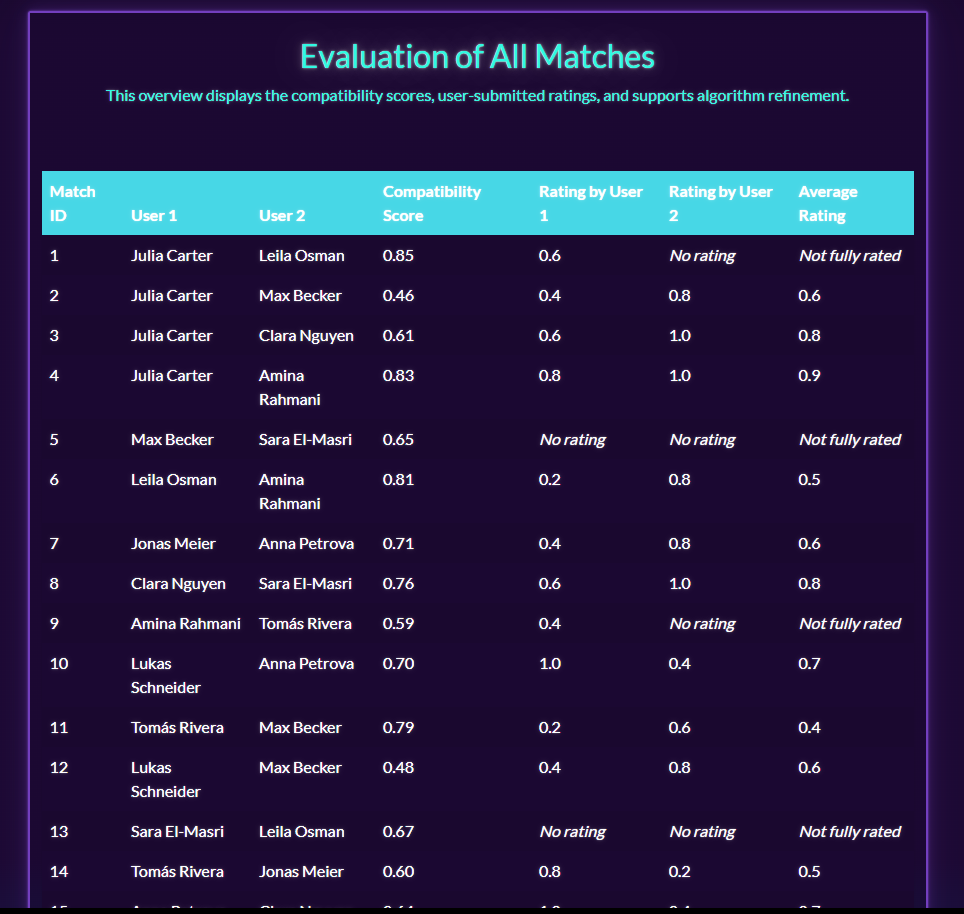 Evaluation of All Matches
This overview displays the compatibility scores, user-submitted ratings, and supports algorithm refinement.
Match ID User 1 User 2 Compatibility Score Rating by User 1 Rating by User 2 Average Rating
1 Julia Carter Leila Osman 0.85 0.6 No rating Not fully rated
2 Julia Carter Max Becker 0.46 0.4 0.8 0.6
3 Julia Carter Clara Nguyen 0.61 0.6 1.0 0.8
4 Julia Carter Amina Rahmani 0.83 0.8 1.0 0.9
5 Max Becker Sara El-Masri 0.65 No rating No rating Not fully rated
6 Leila Osman Amina Rahmani 0.81 0.2 0.8 0.5
7 Jonas Meier Anna Petrova 0.71 0.4 0.8 0.6
8 Clara Nguyen Sara El-Masri 0.76 0.6 1.0 0.8
9 Amina Rahmani Tomás Rivera 0.59 0.4 No rating Not fully rated
10 Lukas Schneider Anna Petrova 0.70 1.0 0.4 0.7
11 Tomás Rivera Max Becker 0.79 0.2 0.6 0.4
12 Lukas Schneider Max Becker 0.48 0.4 0.8 0.6
13 Sara El-Masri Leila Osman 0.67 No rating No rating Not fully rated
14 Tomás Rivera Jonas Meier 0.60 0.8 0.2 0.5